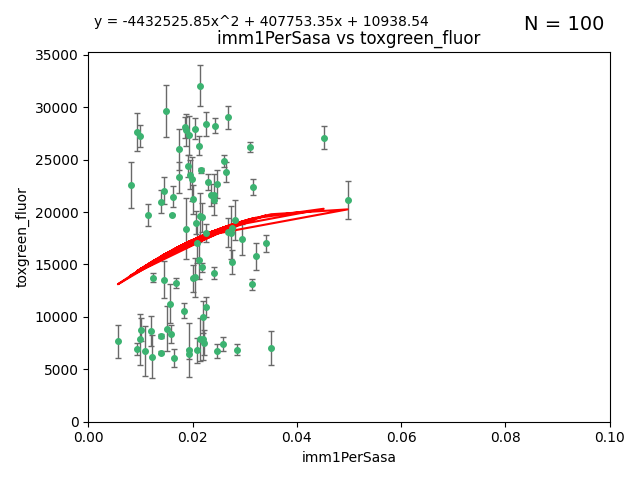 y = -4432525.85x^2 + 407753.35x + 10938.54
N = 100
imm1PerSasa vs toxgreen_fluor
35000
30000
25000
20000
15000
10000
5000
0
toxgreen_fluor
0.00 0.02 0.04 0.06 0.08 0.10
imm1PerSasa